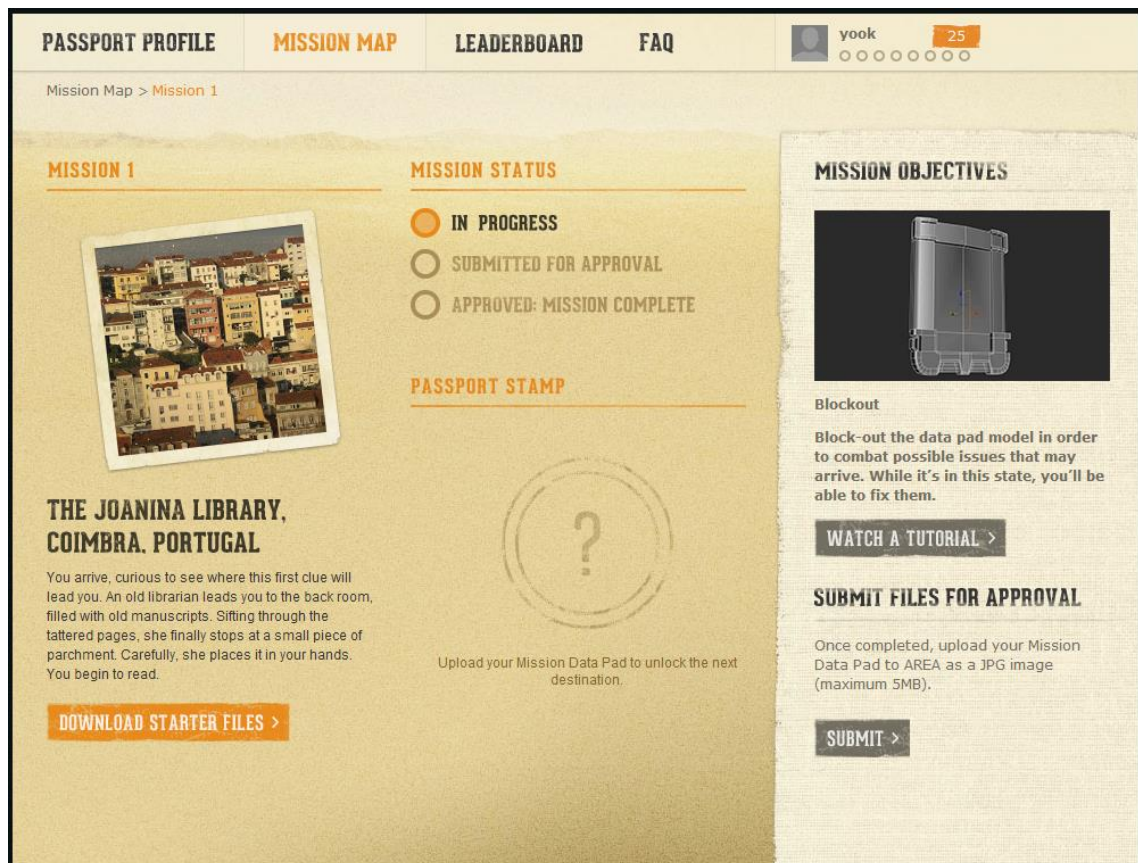 PASSPORT PROFILE
MISSION MAP
LEADERBOARD
FAQ
yook
25
Mission Map > Mission 1
MISSION 1
THE JOANINA LIBRARY,
COIMBRA, PORTUGAL
You arrive, curious to see where this first clue will
lead you. An old librarian leads you to the back room,
filled with old manuscripts. Sifting through the
tattered pages, she finally stops at a small piece of
parchment. Carefully, she places it in your hands.
You begin to read.
DOWNLOAD STARTER FILES >
MISSION STATUS
IN PROGRESS
SUBMITTED FOR APPROVAL
APPROVED: MISSION COMPLETE
PASSPORT STAMP
?
Upload your Mission Data Pad to unlock the next
destination.
MISSION OBJECTIVES
Blockout
Block-out the data pad model in order
to combat possible issues that may
arrive. While it's in this state, you'll be
able to fix them.
WATCH A TUTORIAL >
SUBMIT FILES FOR APPROVAL
Once completed, upload your Mission
Data Pad to AREA as a JPG image
(maximum 5MB).
SUBMIT >